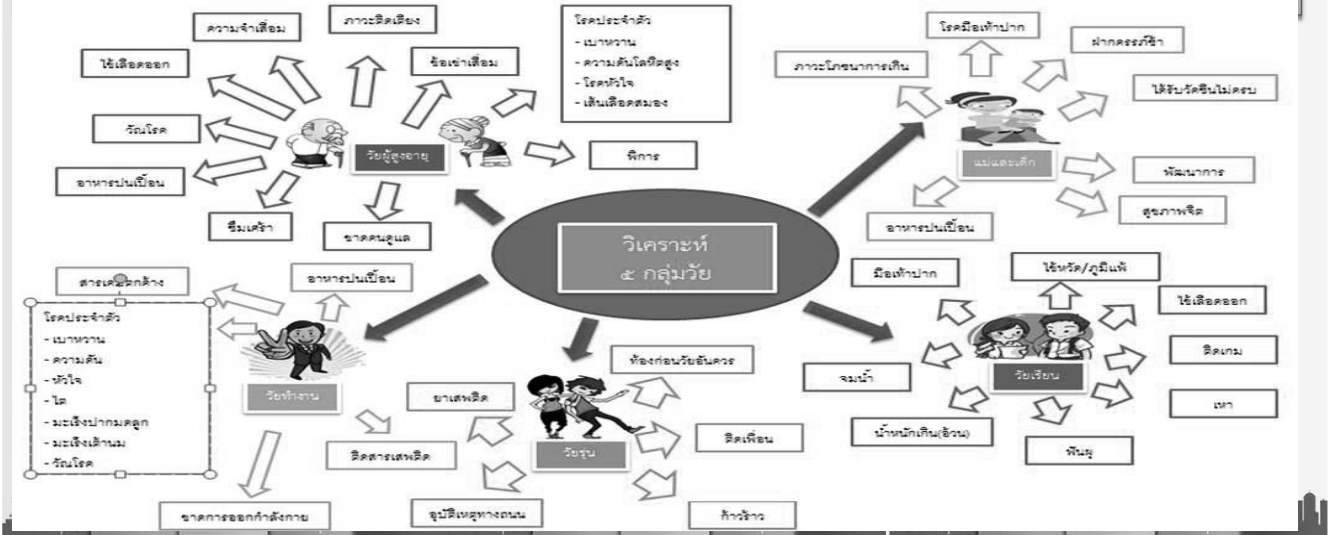 วิเคราะห์
๕ กลุ่มวัย
วัยผู้สูงอายุ
ความจำเสื่อม
ภาวะติดเตียง
ไข้เลือดออก
ข้อเข่าเสื่อม
โรคประจำตัว
- เบาหวาน
- ความดันโลหิตสูง
- โรคหัวใจ
- เส้นเลือดสมอง
วัณโรค
พิการ
อาหารปนเปื้อน
ซึมเศร้า
ขาดคนดูแล
แม่และเด็ก
โรคมือเท้าปาก
ฝากครรภ์ช้า
ภาวะโภชนาการเกิน
ได้รับวัคซีนไม่ครบ
พัฒนาการ
สุขภาพจิต
อาหารปนเปื้อน
วัยเรียน
มือเท้าปาก
ไข้หวัด/ภูมิแพ้
ไข้เลือดออก
ติดเกม
เหา
ฟันผุ
น้ำหนักเกิน(อ้วน)
จมน้ำ
วัยรุ่น
ท้องก่อนวัยอันควร
ยาเสพติด
ติดเพื่อน
ก้าวร้าว
อุบัติเหตุทางถนน
วัยทำงาน
อาหารปนเปื้อน
สารเคมีตกค้าง
โรคประจำตัว
- เบาหวาน
- ความดัน
- หัวใจ
- ไต
- มะเร็งปากมดลูก
- มะเร็งเต้านม
- วัณโรค
ติดสารเสพติด
ขาดการออกกำลังกาย